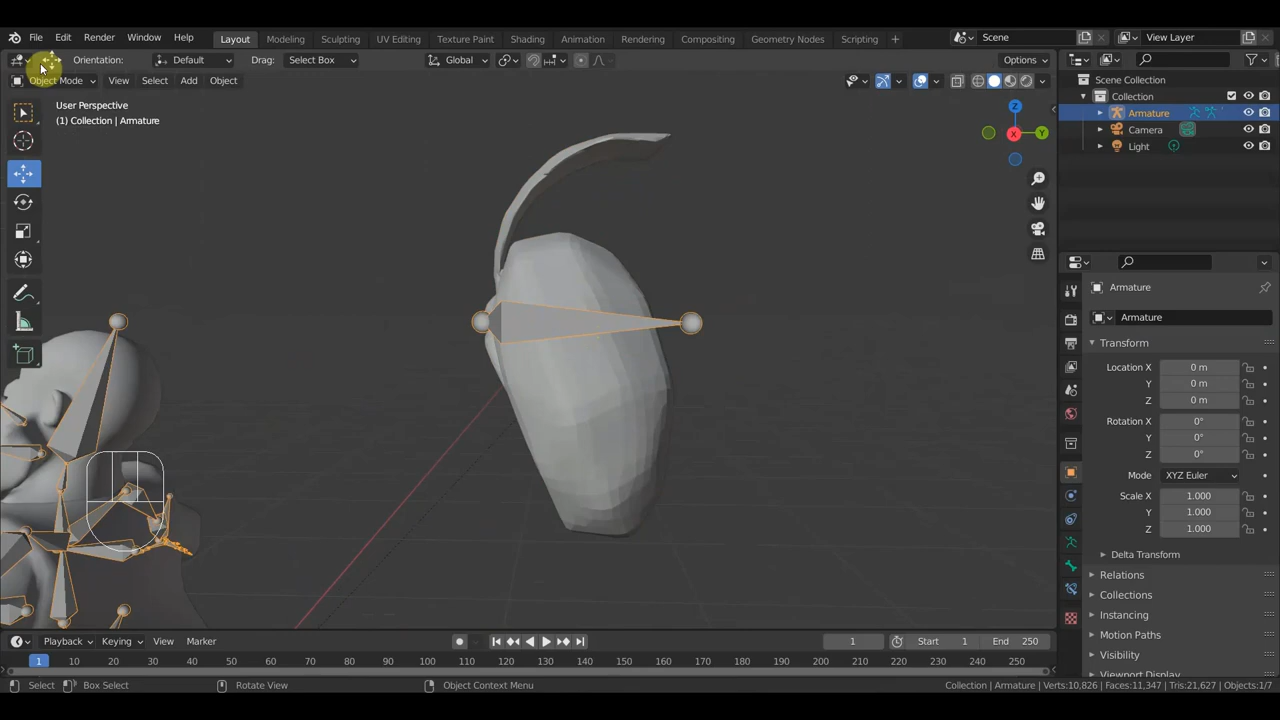 File Edit Render Window Help Layout Modeling Sculpting UV Editing Texture Paint Shading Animation Rendering Compositing Geometry Nodes Scripting + Scene View Layer
Orientation: Default Drag: Select Box Global Options
Object Mode View Select Add Object
User Perspective
(1) Collection | Armature
Z
Y
X
Scene Collection
Collection
Armature
Camera
Light
Armature
Armature
Transform
Location X 0 m
Y 0 m
Z 0 m
Rotation X 0°
Y 0°
Z 0°
Mode XYZ Euler
Scale X 1.000
Y 1.000
Z 1.000
Delta Transform
Relations
Collections
Instancing
Motion Paths
Visibility
Viewport Display
Playback Keying View Marker 1 Start 1 End 250
1 10 20 30 40 50 60 70 80 90 100 110 120 130 140 150 160 170 180 190 200 210 220 230 240 250
Select Box Select Rotate View Object Context Menu Collection | Armature | Verts:10,826 | Faces:11,347 | Tris:21,627 | Objects:1/7